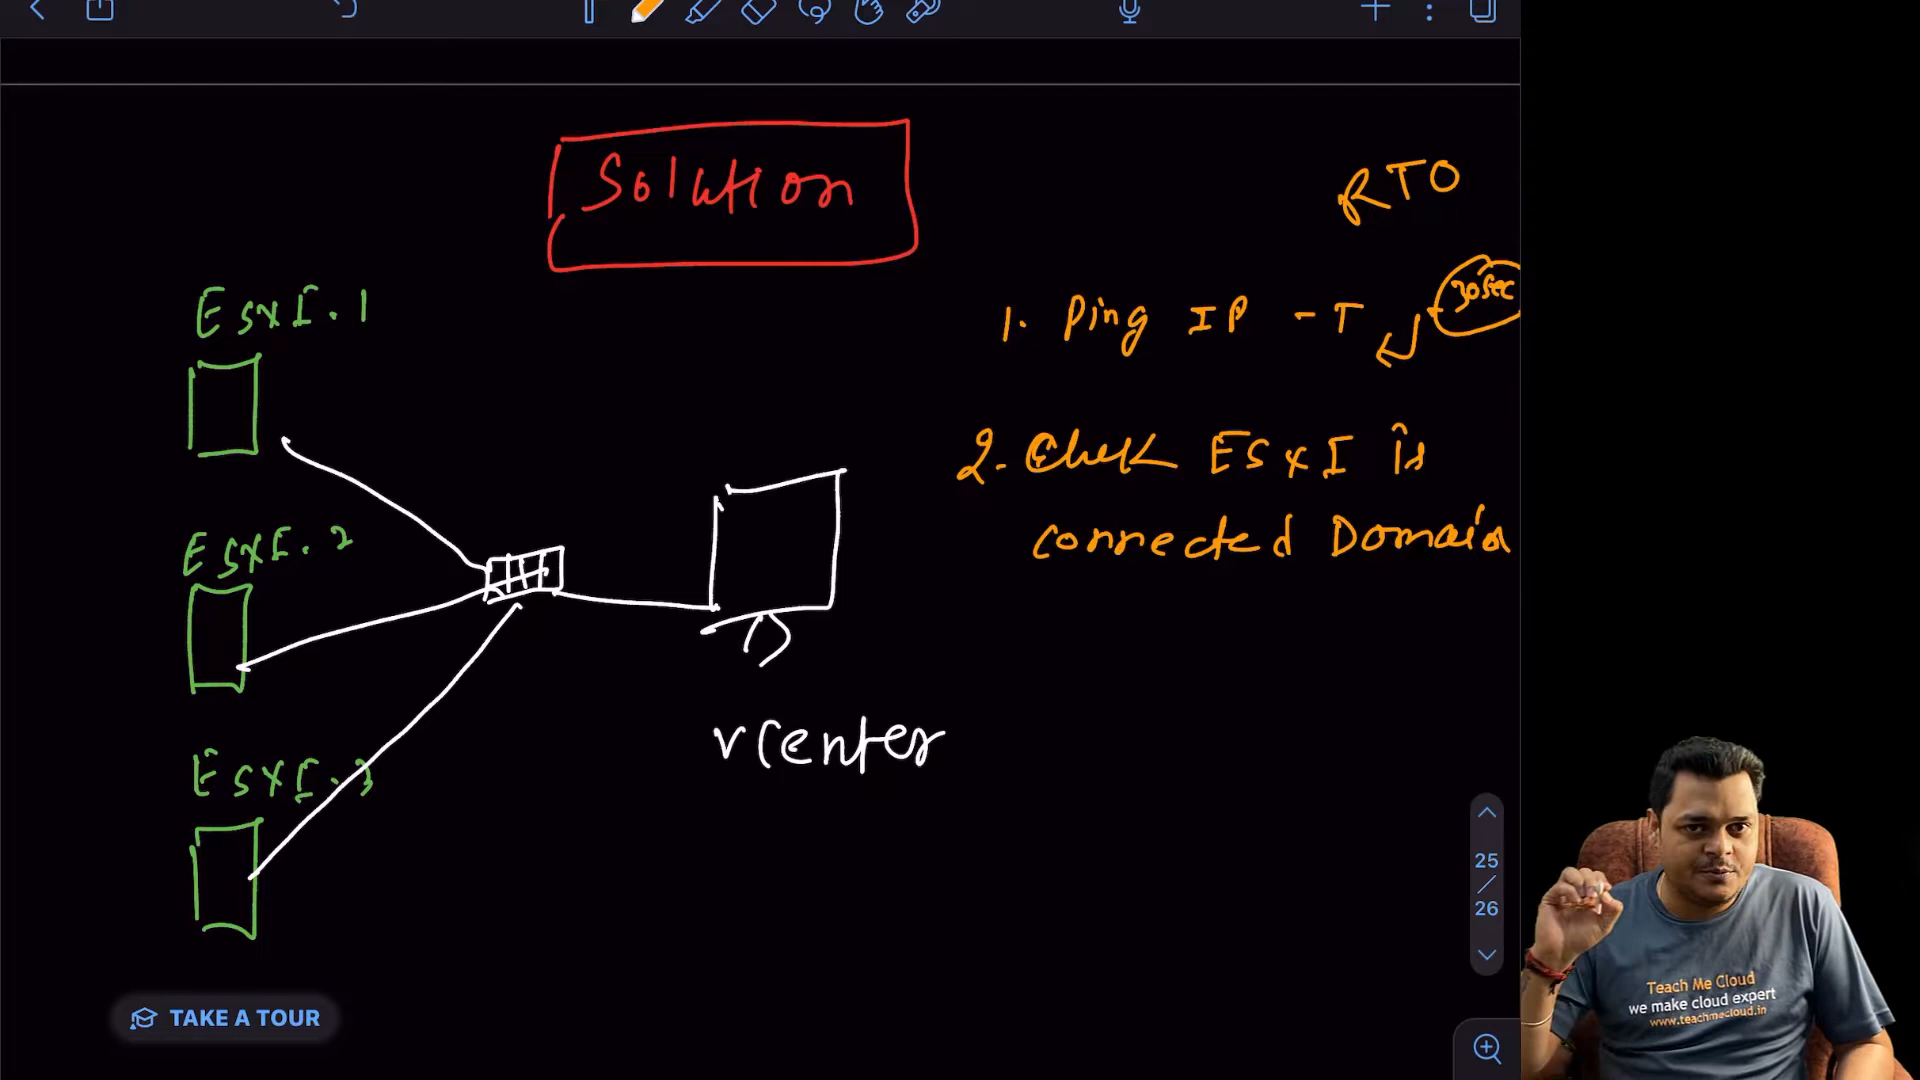 Solution
RTO
30sec
1. Ping IP -T
2. Chek ESXI is
connected Domain
ESXI.1
ESXI.2
ESXI.3
vCenter
25
26
TAKE A TOUR
Teach Me Cloud
we make cloud expert
www.teachmecloud.in